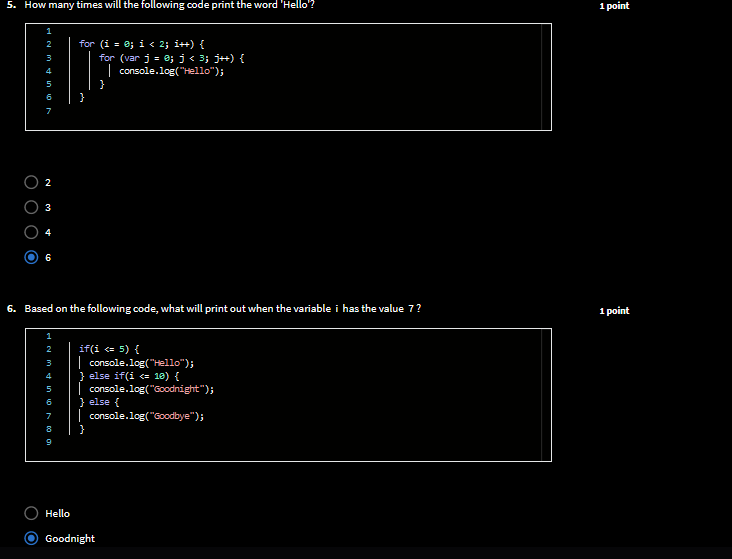 5. How many times will the following code print the word 'Hello'?
1 point
1
2 for (i = 0; i < 2; i++) {
3 for (var j = 0; j < 3; j++) {
4 console.log("Hello");
5 }
6 }
7
2
3
4
6
6. Based on the following code, what will print out when the variable i has the value 7 ?
1 point
1
2 if(i <= 5) {
3 console.log("Hello");
4 } else if(i <= 10) {
5 console.log("Goodnight");
6 } else {
7 console.log("Goodbye");
8 }
9
Hello
Goodnight